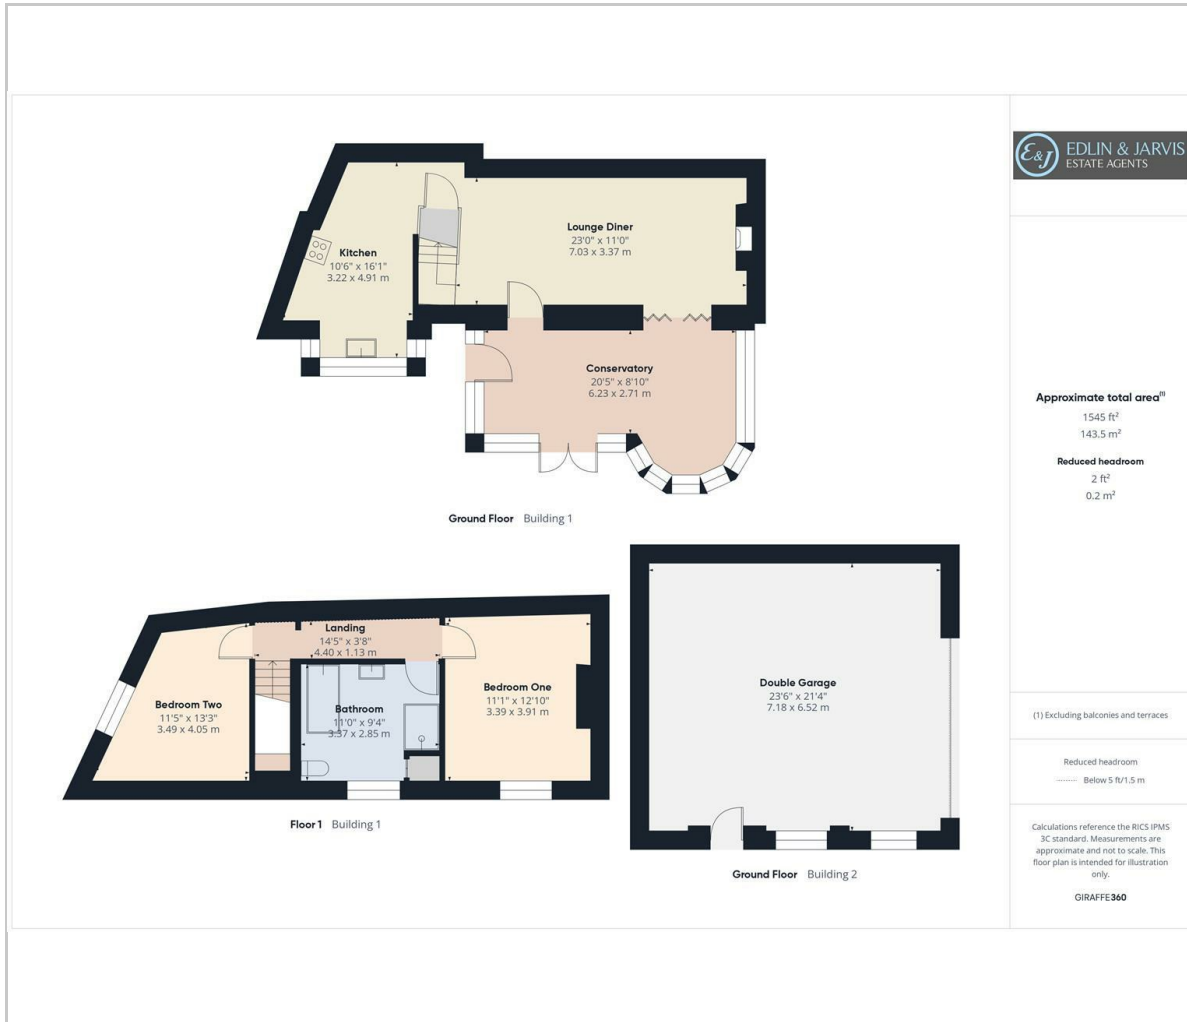 Kitchen
10'6" x 16'1"
3.22 x 4.91 m
Lounge Diner
23'0" x 11'0"
7.03 x 3.37 m
Conservatory
20'5" x 8'10"
6.23 x 2.71 m
Ground Floor Building 1
Landing
14'5" x 3'8"
4.40 x 1.13 m
Bedroom Two
11'5" x 13'3"
3.49 x 4.05 m
Bathroom
11'0" x 9'4"
3.37 x 2.85 m
Bedroom One
11'1" x 12'10"
3.39 x 3.91 m
Floor 1 Building 1
Double Garage
23'6" x 21'4"
7.18 x 6.52 m
Ground Floor Building 2
E&J
EDLIN & JARVIS
ESTATE AGENTS
Approximate total area(1)
1545 ft²
143.5 m²
Reduced headroom
2 ft²
0.2 m²
(1) Excluding balconies and terraces
Reduced headroom
Below 5 ft/1.5 m
Calculations reference the RICS IPMS
3C standard. Measurements are
approximate and not to scale. This
floor plan is intended for illustration
only.
GIRAFFE360